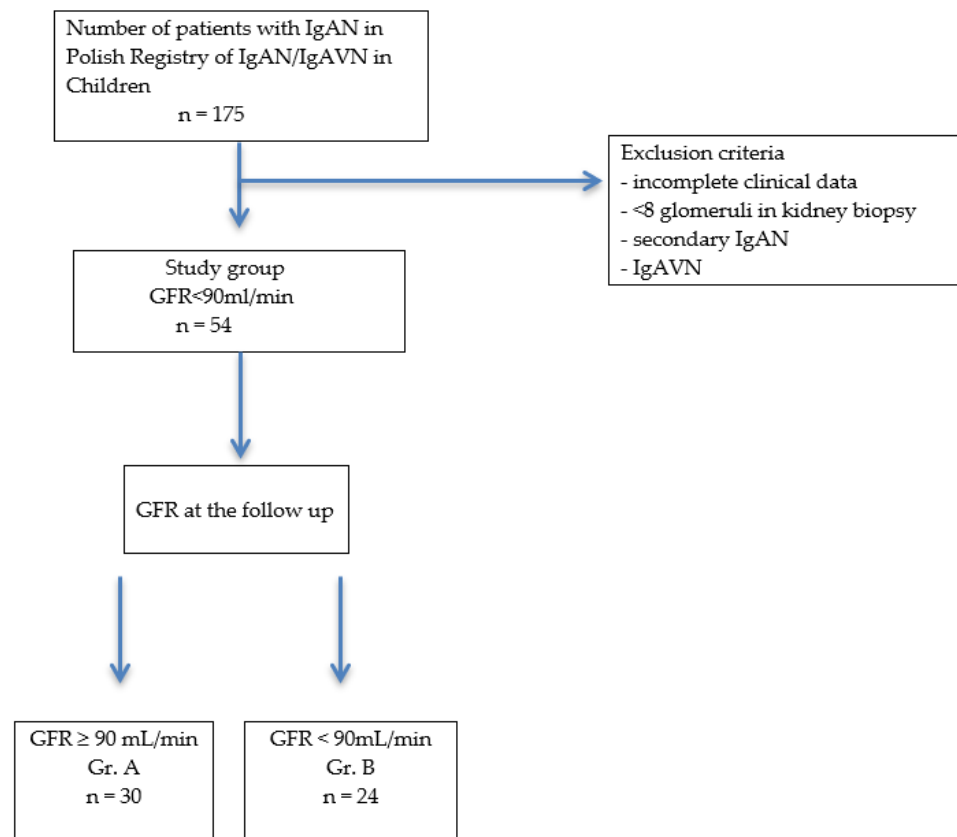 Number of patients with IgAN in
Polish Registry of IgAN/IgAVN in
Children
n = 175
Exclusion criteria
- incomplete clinical data
- <8 glomeruli in kidney biopsy
- secondary IgAN
- IgAVN
Study group
GFR<90ml/min
n = 54
GFR at the follow up
GFR ≥ 90 mL/min
Gr. A
n = 30
GFR < 90mL/min
Gr. B
n = 24